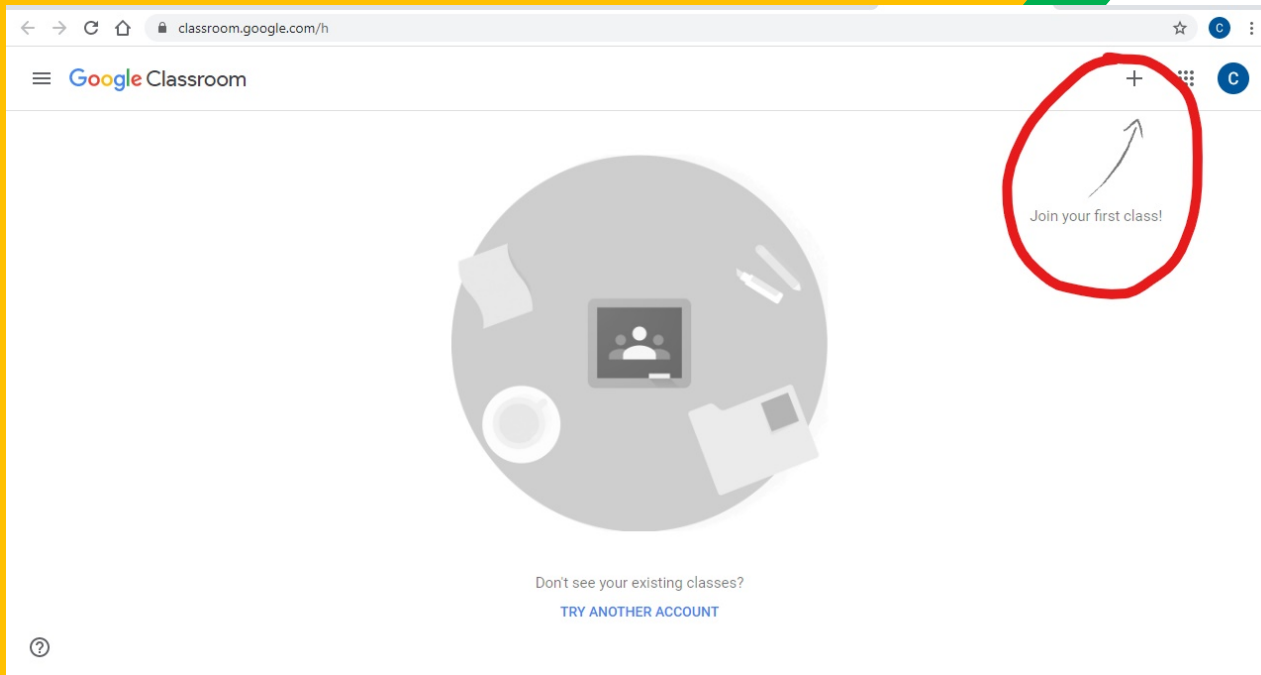 classroom.google.com/h
C
Google Classroom
+
C
Join your first class!
Don't see your existing classes?
TRY ANOTHER ACCOUNT
?